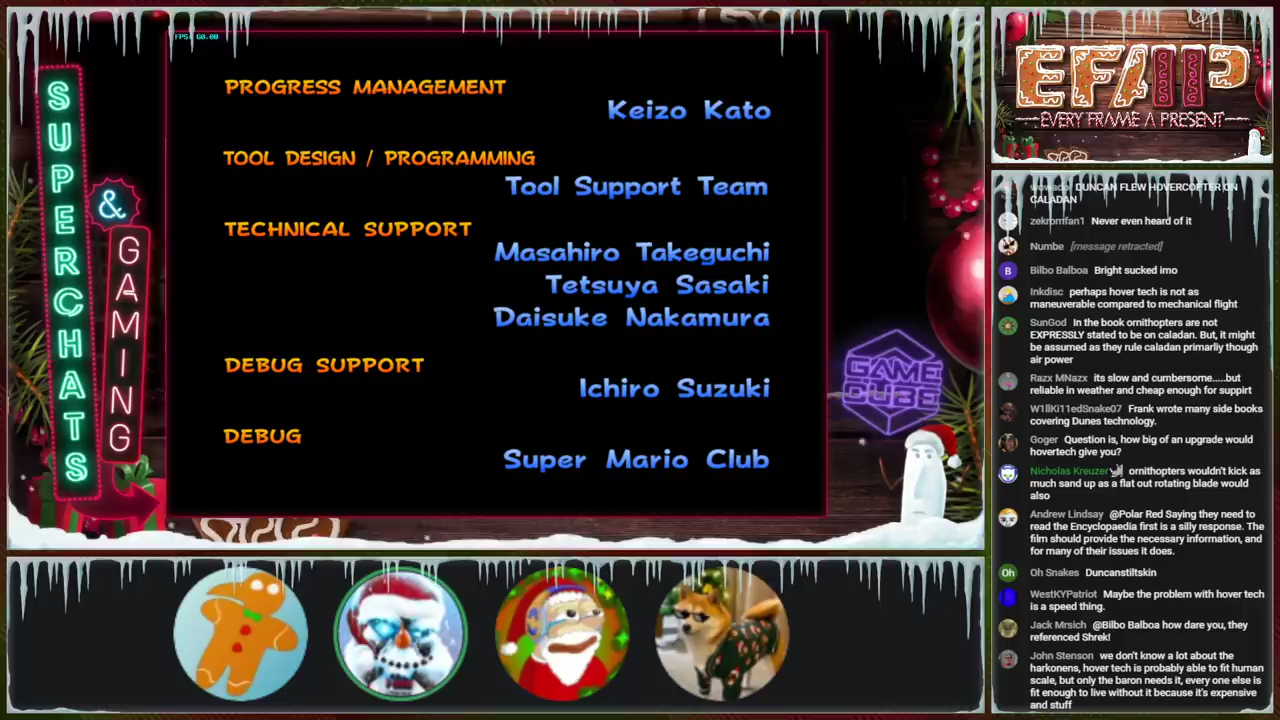 FPS: 60.00
SUPERCHATS
&
GAMING
PROGRESS MANAGEMENT
Keizo Kato
TOOL DESIGN / PROGRAMMING
Tool Support Team
TECHNICAL SUPPORT
Masahiro Takeguchi
Tetsuya Sasaki
Daisuke Nakamura
DEBUG SUPPORT
Ichiro Suzuki
DEBUG
Super Mario Club
GAME
CUBE
EFAP
EVERY FRAME A PRESENT
DUNCAN FLEW HOVERCOFTER ON
CALADAN
zekromfan1 Never even heard of it
Numbe [message retracted]
B Bilbo Balboa Bright sucked imo
Inkdisc perhaps hover tech is not as
maneuverable compared to mechanical flight
SunGod In the book ornithopters are not
EXPRESSLY stated to be on caladan. But, it might
be assumed as they rule caladan primarliy though
air power
Razx MNazx its slow and cumbersome.....but
reliable in weather and cheap enough for suppirt
W1llKi11edSnake07 Frank wrote many side books
covering Dunes technology.
Goger Question is, how big of an upgrade would
hovertech give you?
Nicholas Kreuzer ornithopters wouldn't kick as
much sand up as a flat out rotating blade would
also
Andrew Lindsay @Polar Red Saying they need to
read the Encyclopaedia first is a silly response. The
film should provide the necessary information, and
for many of their issues it does.
Oh Oh Snakes Duncanstiltskin
WestKYPatriot Maybe the problem with hover tech
is a speed thing.
Jack Mrsich @Bilbo Balboa how dare you, they
referenced Shrek!
John Stenson we don't know a lot about the
harkonens, hover tech is probably able to fit human
scale, but only the baron needs it, every one else is
fit enough to live without it because it's expensive
and stuff